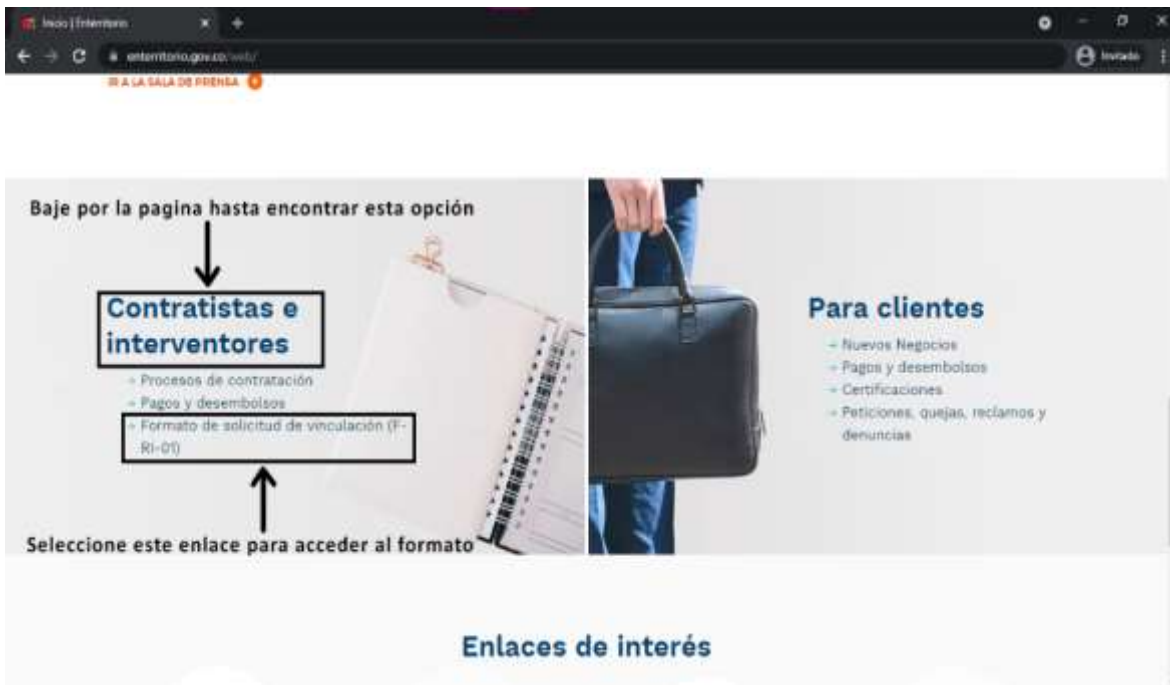 Inicio | Enterritorio
enterritorio.gov.co/web/
Invitado
IR A LA SALA DE PRENSA
Baje por la pagina hasta encontrar esta opción
Contratistas e
interventores
Procesos de contratación
Pagos y desembolsos
Formato de solicitud de vinculación (F-
RI-01)
Seleccione este enlace para acceder al formato
Para clientes
Nuevos Negocios
Pagos y desembolsos
Certificaciones
Peticiones, quejas, reclamos y
denuncias
Enlaces de interés